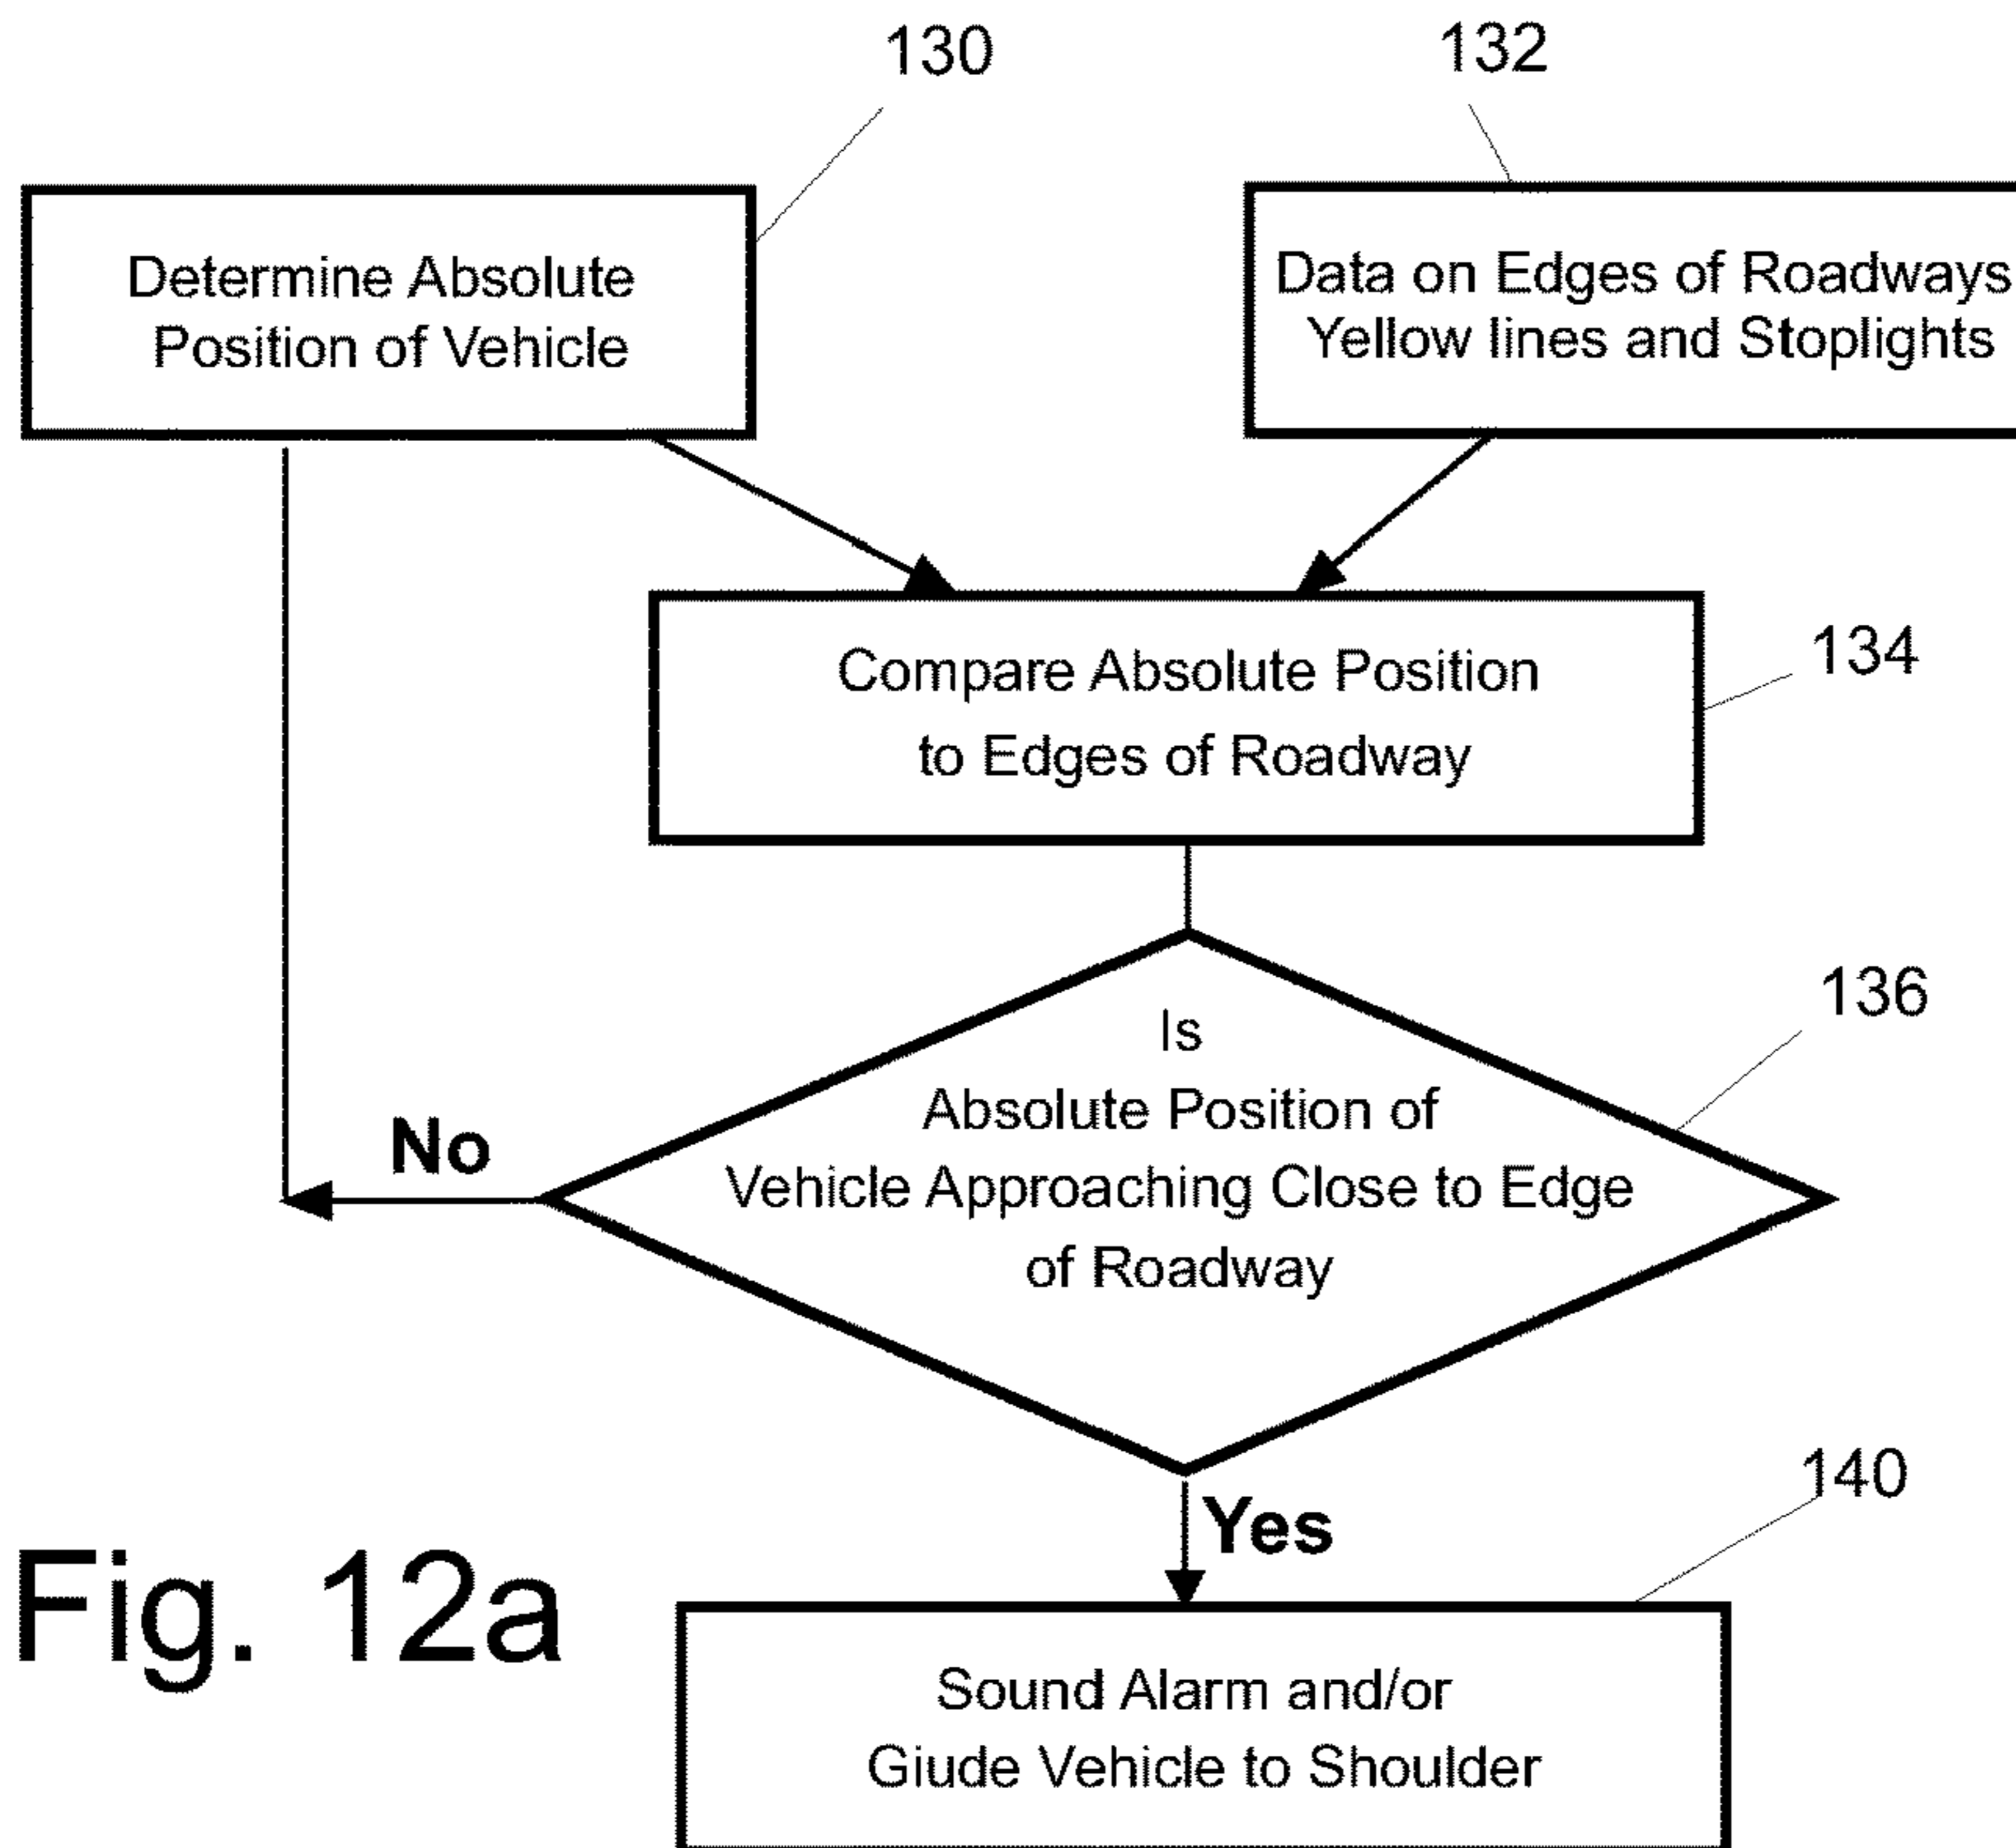 130
132
Determine Absolute
Position of Vehicle
Data on Edges of Roadways
Yellow lines and Stoplights
Compare Absolute Position
to Edges of Roadway
134
136
Is
Absolute Position of
Vehicle Approaching Close to Edge
of Roadway
No
Yes
140
Sound Alarm and/or
Giude Vehicle to Shoulder
Fig. 12a